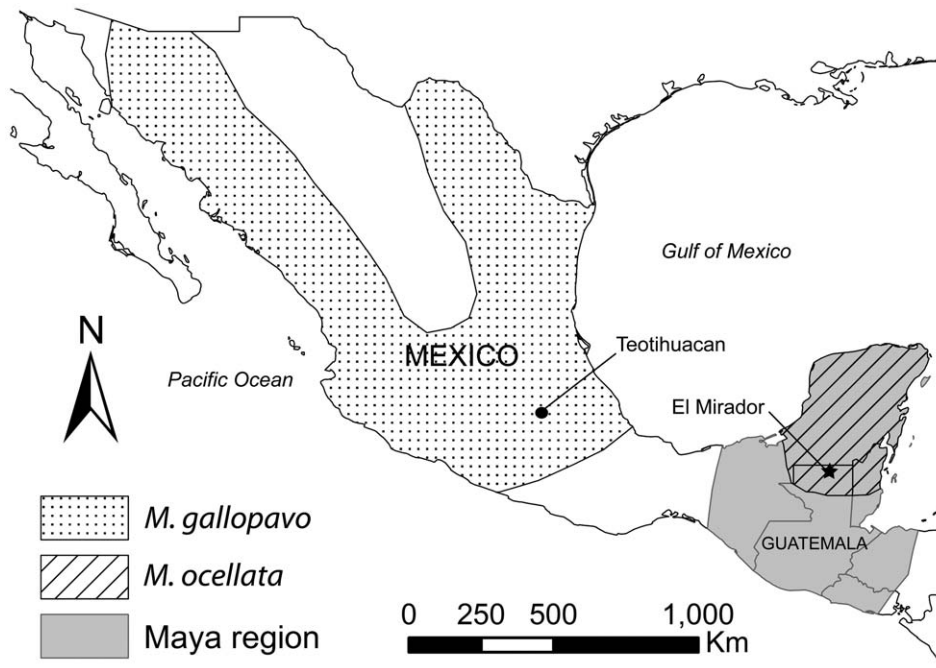 Gulf of Mexico
N
Teotihuacan
MEXICO
Pacific Ocean
El Mirador
M. gallopavo
GUATEMALA
M. ocellata
0 250 500 1,000
Km
Maya region